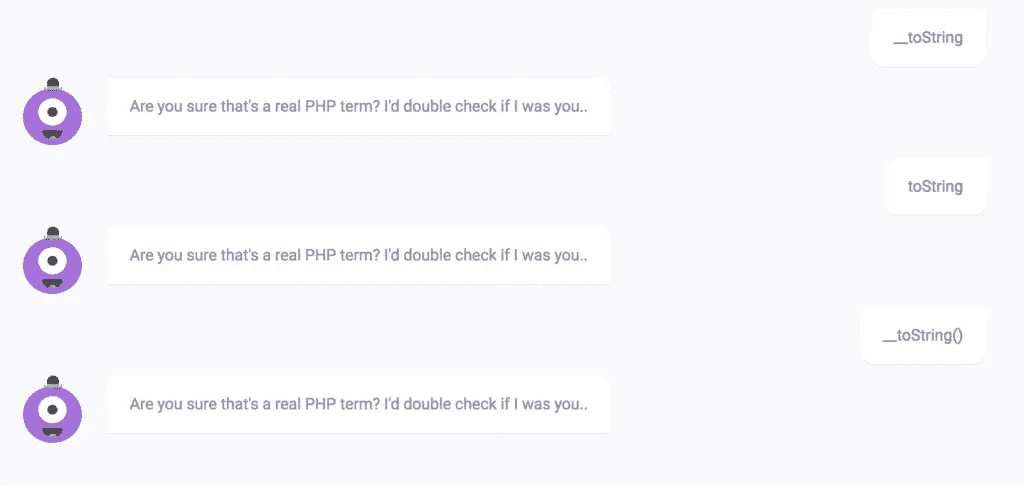 __toString
Are you sure that's a real PHP term? I'd double check if I was you..
toString
Are you sure that's a real PHP term? I'd double check if I was you..
__toString()
Are you sure that's a real PHP term? I'd double check if I was you..